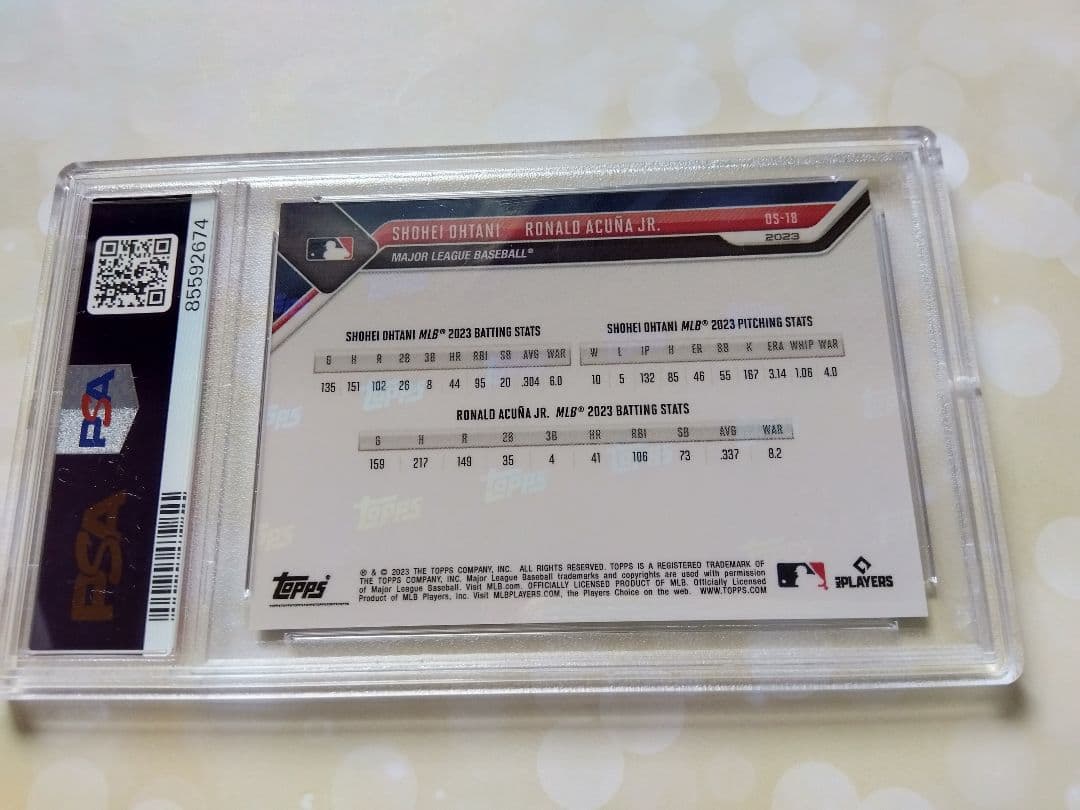 85592674
PSA
PSA
SHOHEI OHTANI RONALD ACUÑA JR.
OS-18
2023
MAJOR LEAGUE BASEBALL®
SHOHEI OHTANI MLB® 2023 BATTING STATS
G H R 2B 3B HR RBI SB AVG WAR
135 151 102 26 8 44 95 20 .304 6.0
SHOHEI OHTANI MLB® 2023 PITCHING STATS
W L IP H ER BB K ERA WHIP WAR
10 5 132 85 46 55 167 3.14 1.06 4.0
RONALD ACUÑA JR. MLB® 2023 BATTING STATS
G H R 2B 3B HR RBI SB AVG WAR
159 217 149 35 4 41 106 73 .337 8.2
Topps
Topps
Topps
Topps
® & © 2023 THE TOPPS COMPANY, INC. ALL RIGHTS RESERVED. TOPPS IS A REGISTERED TRADEMARK OF
THE TOPPS COMPANY, INC. Major League Baseball trademarks and copyrights are used with permission
of Major League Baseball. Visit MLB.com. OFFICIALLY LICENSED PRODUCT OF MLB. Officially Licensed
Product of MLB Players, Inc. Visit MLBPLAYERS.COM, the Players Choice on the web. WWW.TOPPS.COM
PLAYERS